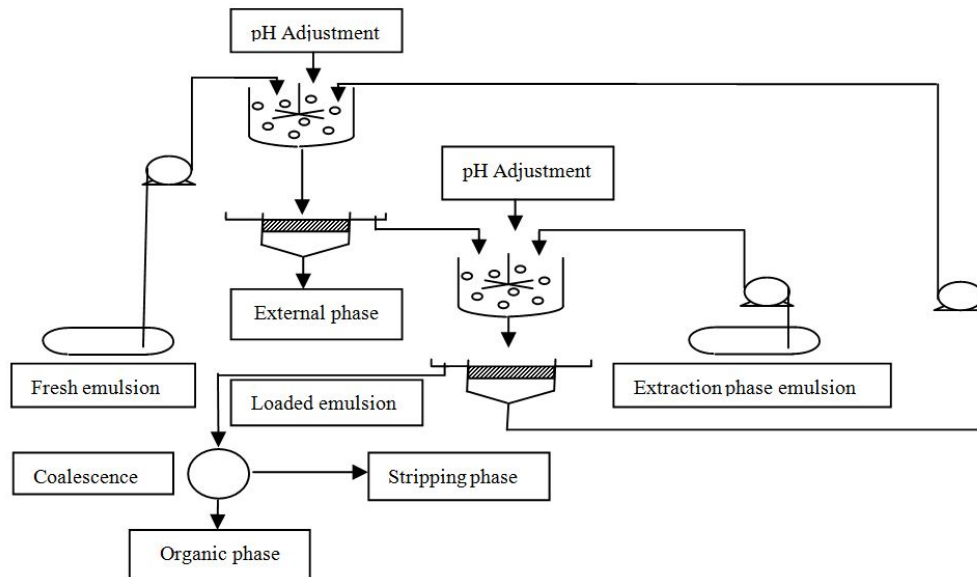 pH Adjustment
pH Adjustment
External phase
Fresh emulsion
Loaded emulsion
Extraction phase emulsion
Coalescence
Stripping phase
Organic phase